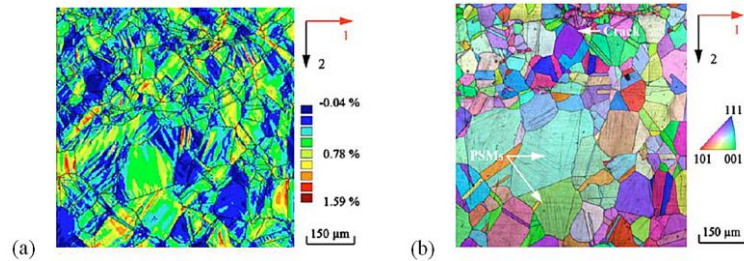 1
2
-0.04 %
0.78 %
1.59 %
150 µm
(a)
Crack
PSMs
1
2
111
101 001
150 µm
(b)